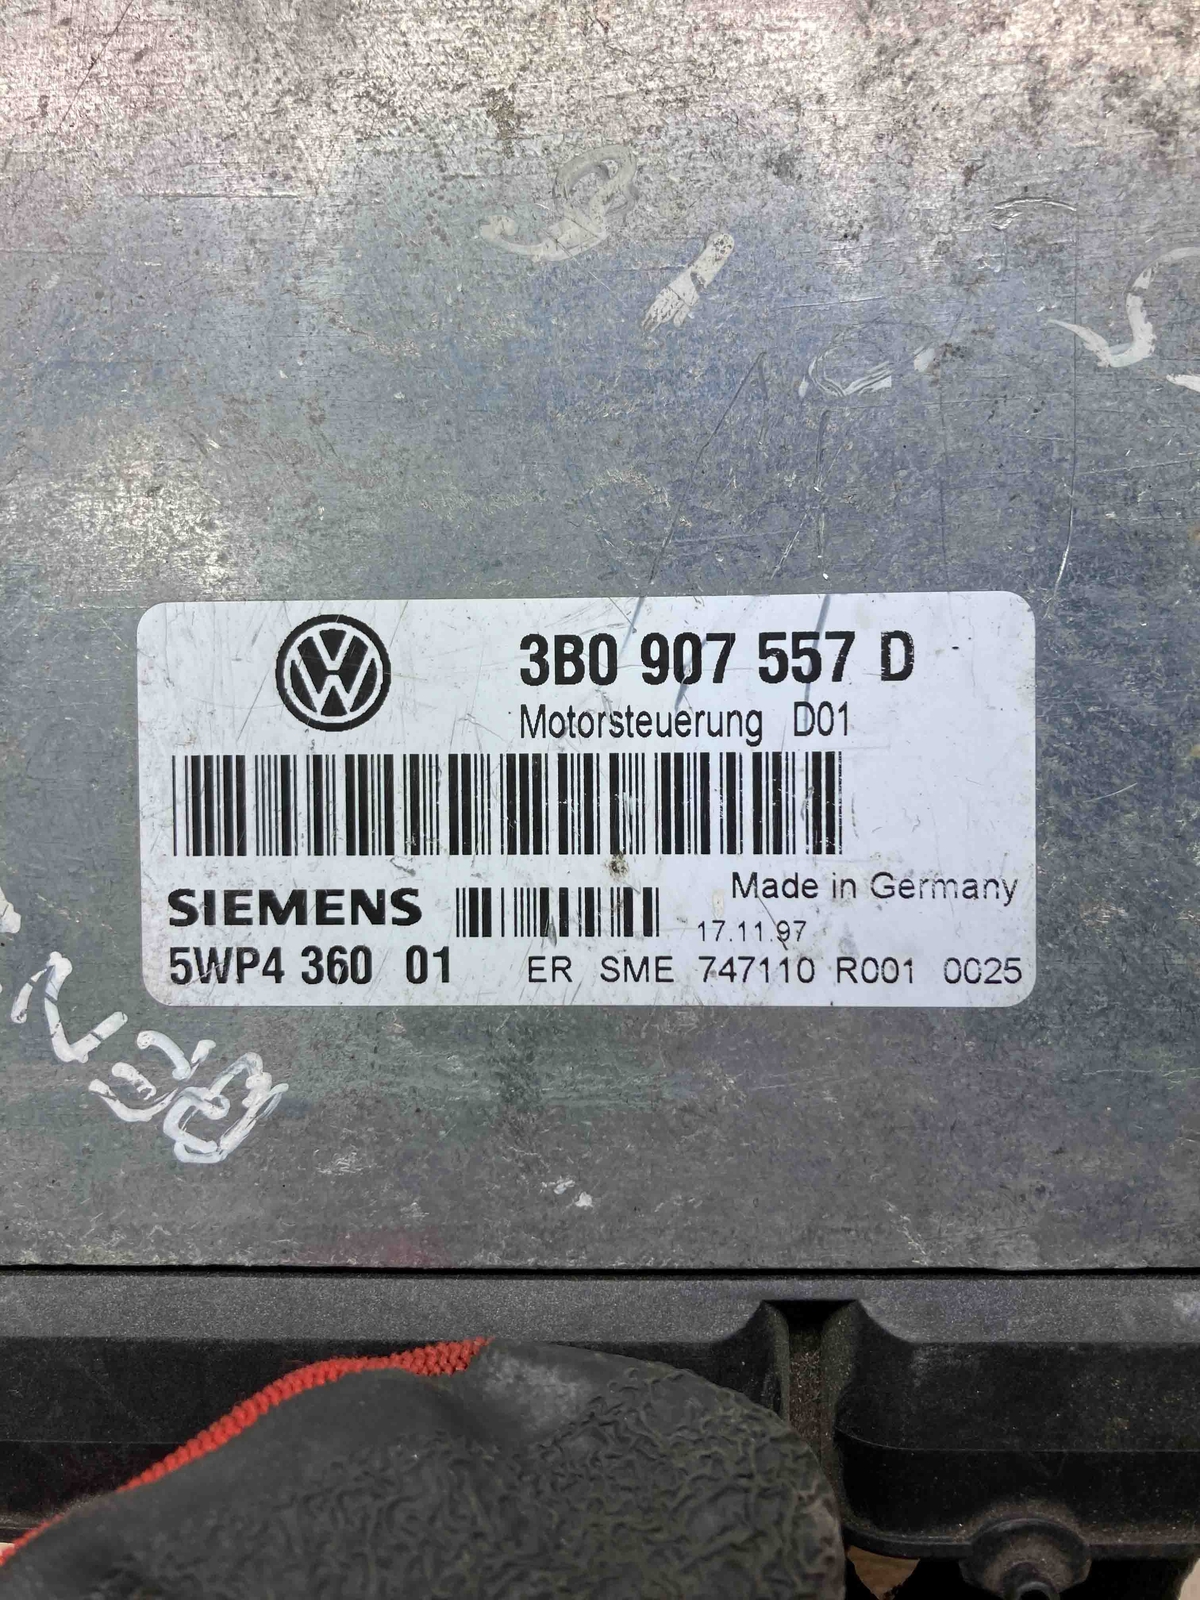 3B0 907 557 D
Motorsteuerung D01
SIEMENS
Made in Germany
17.11.97
5WP4 360 01
ER SME 747110 R001 0025
BENZ